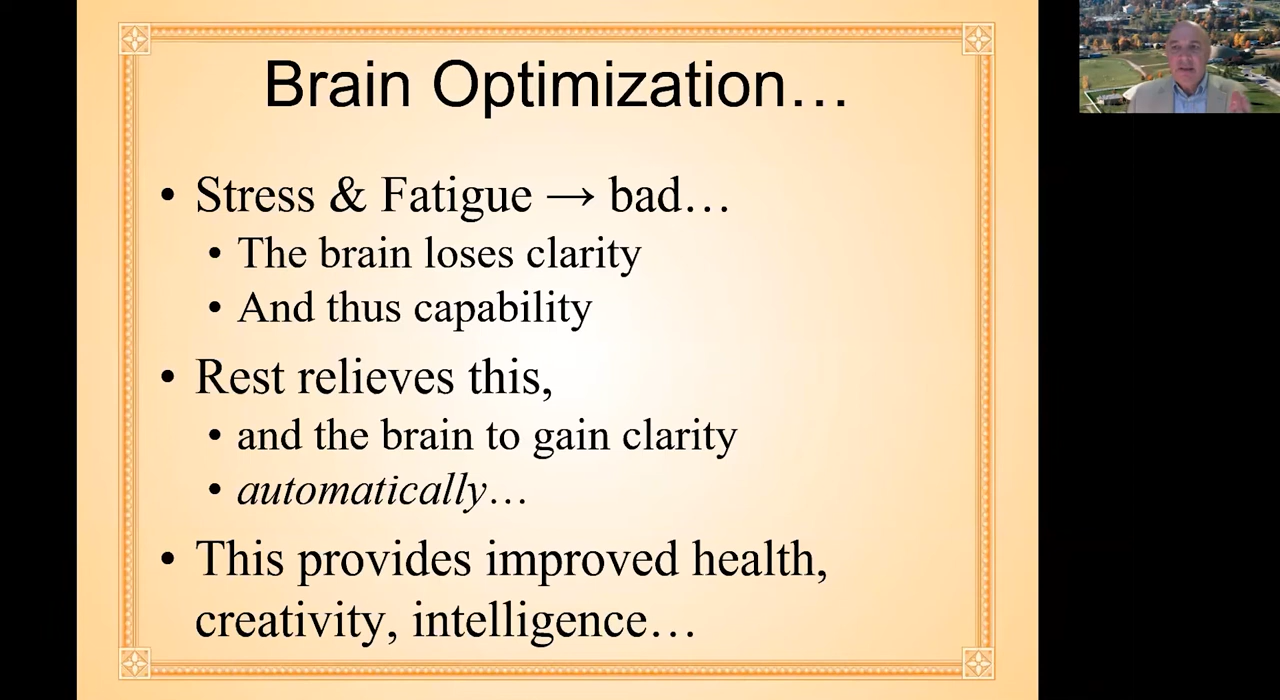 Brain Optimization…
• Stress & Fatigue → bad…
• The brain loses clarity
• And thus capability
• Rest relieves this,
• and the brain to gain clarity
• automatically…
• This provides improved health,
creativity, intelligence…